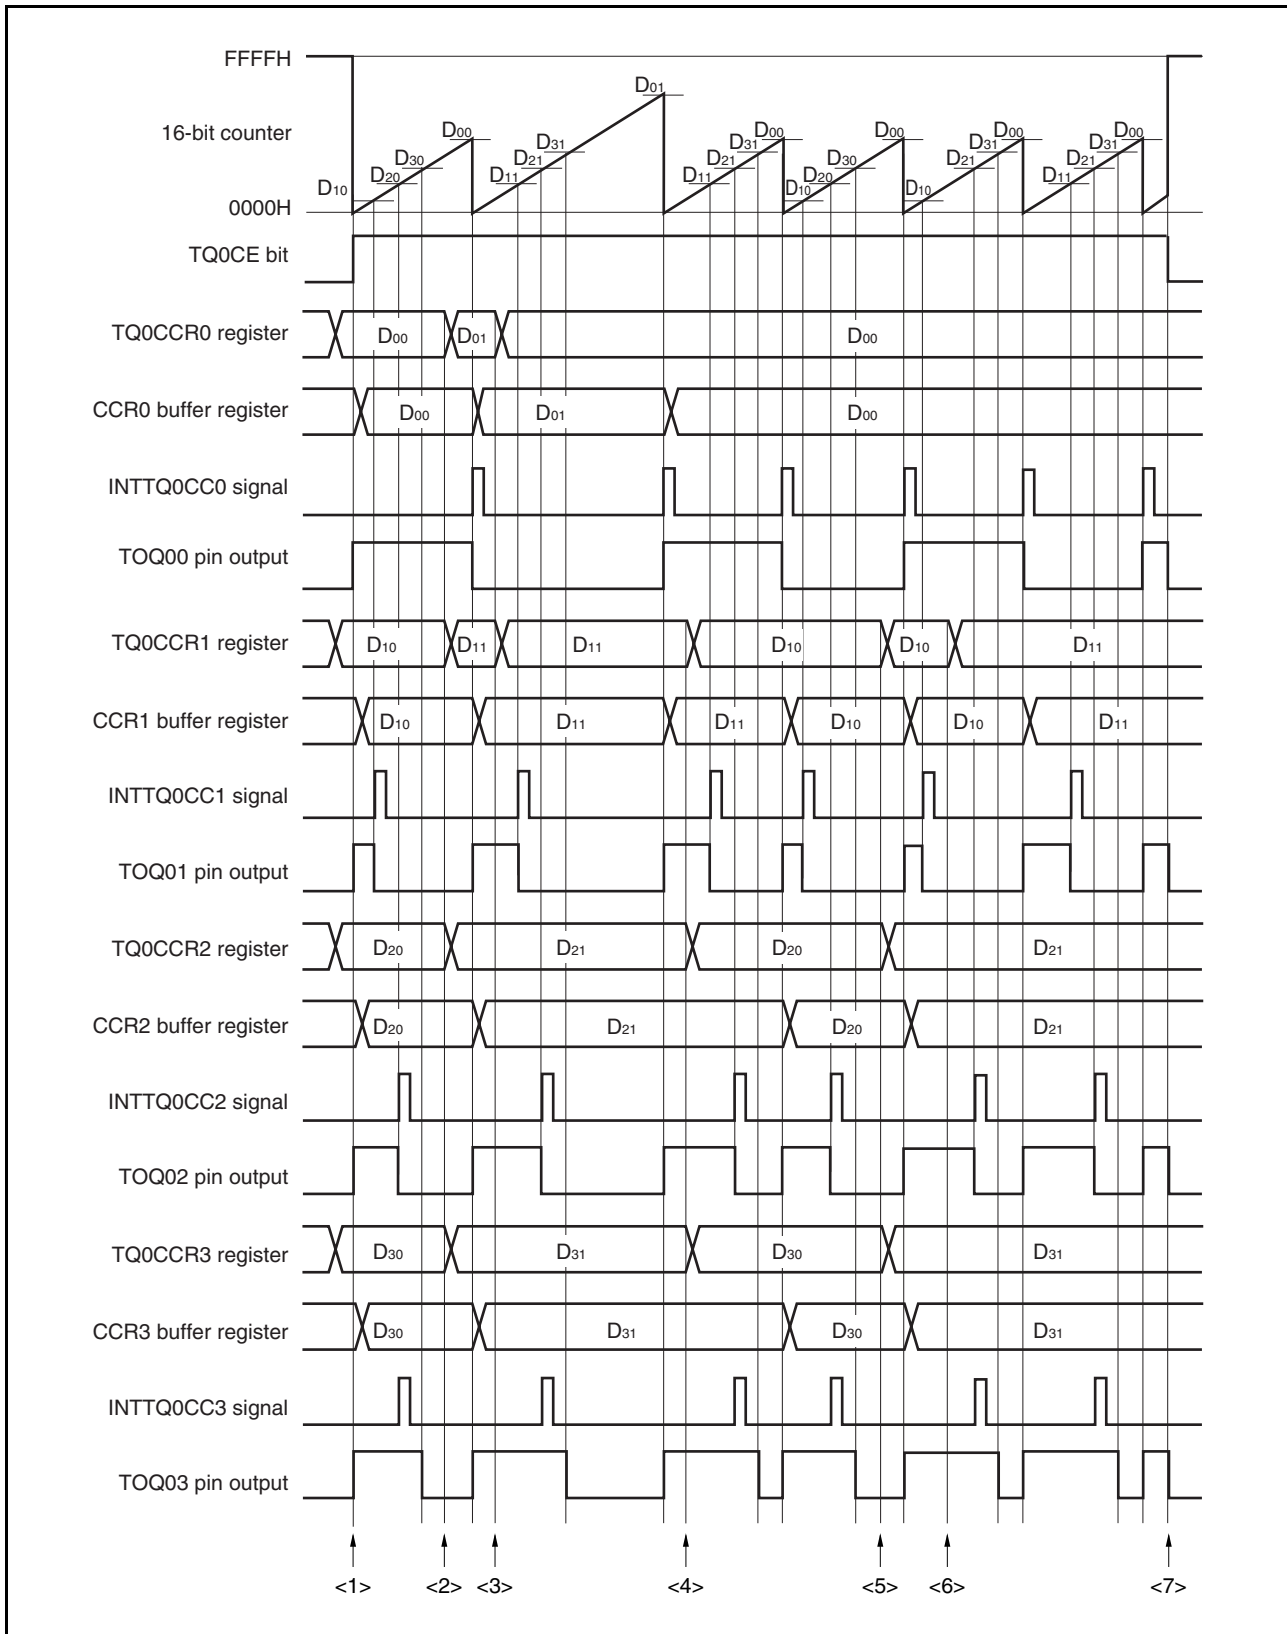 FFFFH
D01
16-bit counter
D00 D31 D00 D00 D00 D00
D30 D21 D31 D30 D31 D31
D20 D11 D21 D20 D21 D21
D10 D11 D10 D10 D11
0000H
TQ0CE bit
TQ0CCR0 register D00 D01 D00
CCR0 buffer register D00 D01 D00
INTTQ0CC0 signal
TOQ00 pin output
TQ0CCR1 register D10 D11 D11 D10 D10 D11
CCR1 buffer register D10 D11 D11 D10 D10 D11
INTTQ0CC1 signal
TOQ01 pin output
TQ0CCR2 register D20 D21 D20 D21
CCR2 buffer register D20 D21 D20 D21
INTTQ0CC2 signal
TOQ02 pin output
TQ0CCR3 register D30 D31 D30 D31
CCR3 buffer register D30 D31 D30 D31
INTTQ0CC3 signal
TOQ03 pin output
<1> <2> <3> <4> <5> <6> <7>